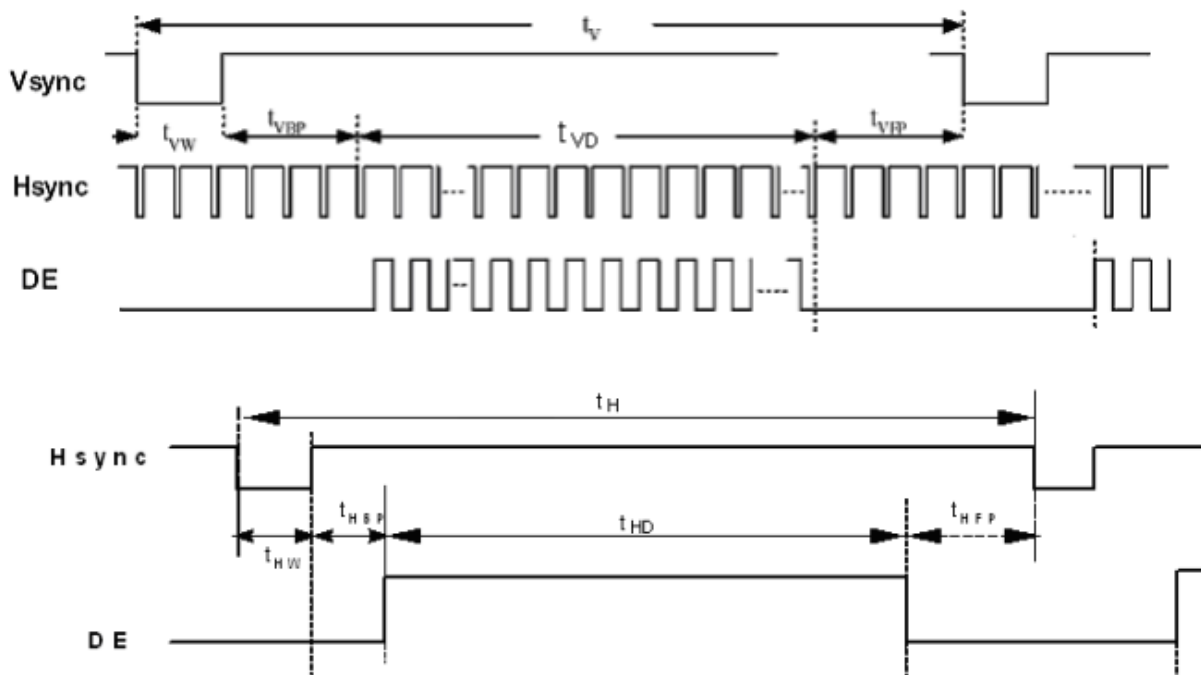 tV
Vsync
tVW tVBP tVD tVFP
Hsync
DE
tH
Hsync
tHBP tHD tHFP
tHW
DE